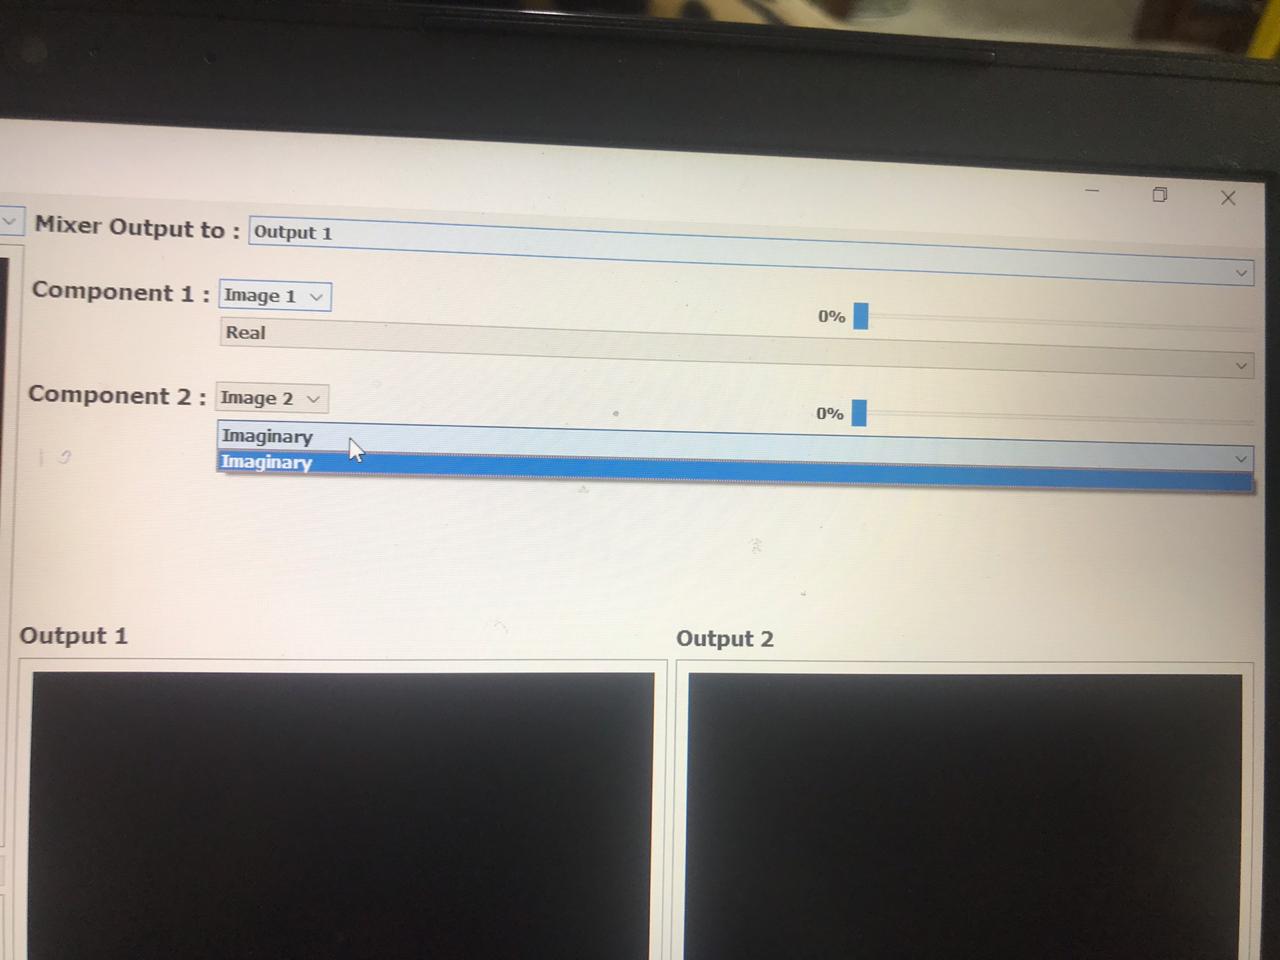 Mixer Output to : Output 1
Component 1 : Image 1
0%
Real
Component 2 : Image 2
0%
Imaginary
Imaginary
Output 1
Output 2